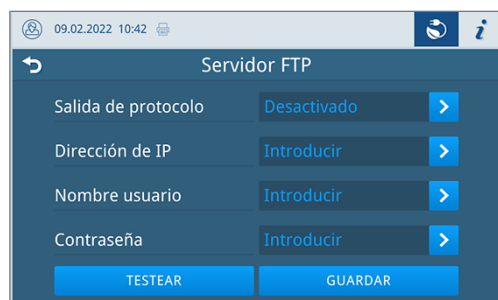 09.02.2022 10:42
i
Servidor FTP
Salida de protocolo Desactivado
Dirección de IP Introducir
Nombre usuario Introducir
Contraseña Introducir
TESTEAR GUARDAR